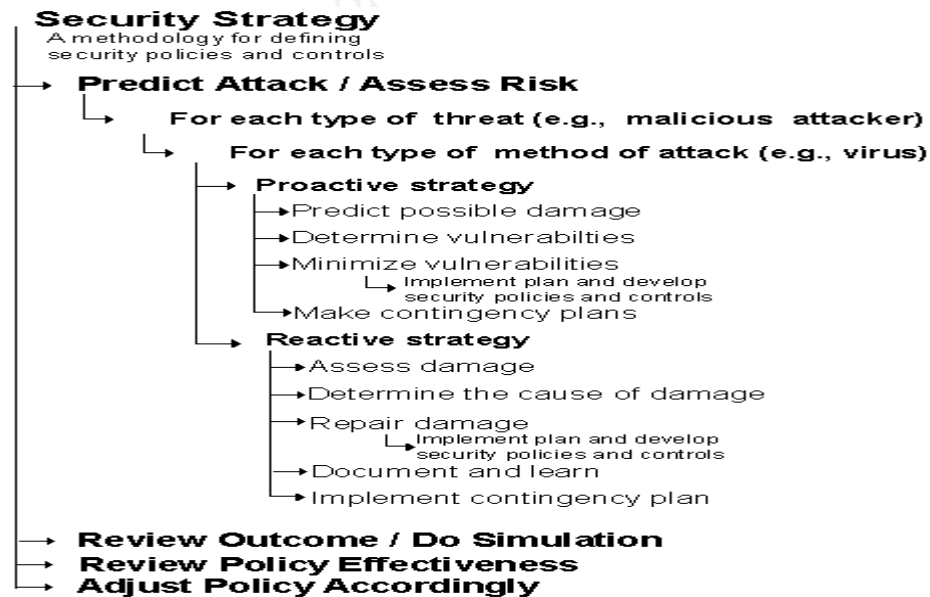 Security Strategy
A methodology for defining
security policies and controls
Predict Attack / Assess Risk
For each type of threat (e.g., malicious attacker)
For each type of method of attack (e.g., virus)
Proactive strategy
Predict possible damage
Determine vulnerabilties
Minimize vulnerabilities
Implement plan and develop
security policies and controls
Make contingency plans
Reactive strategy
Assess damage
Determine the cause of damage
Repair damage
Implement plan and develop
security policies and controls
Document and learn
Implement contingency plan
Review Outcome / Do Simulation
Review Policy Effectiveness
Adjust Policy Accordingly